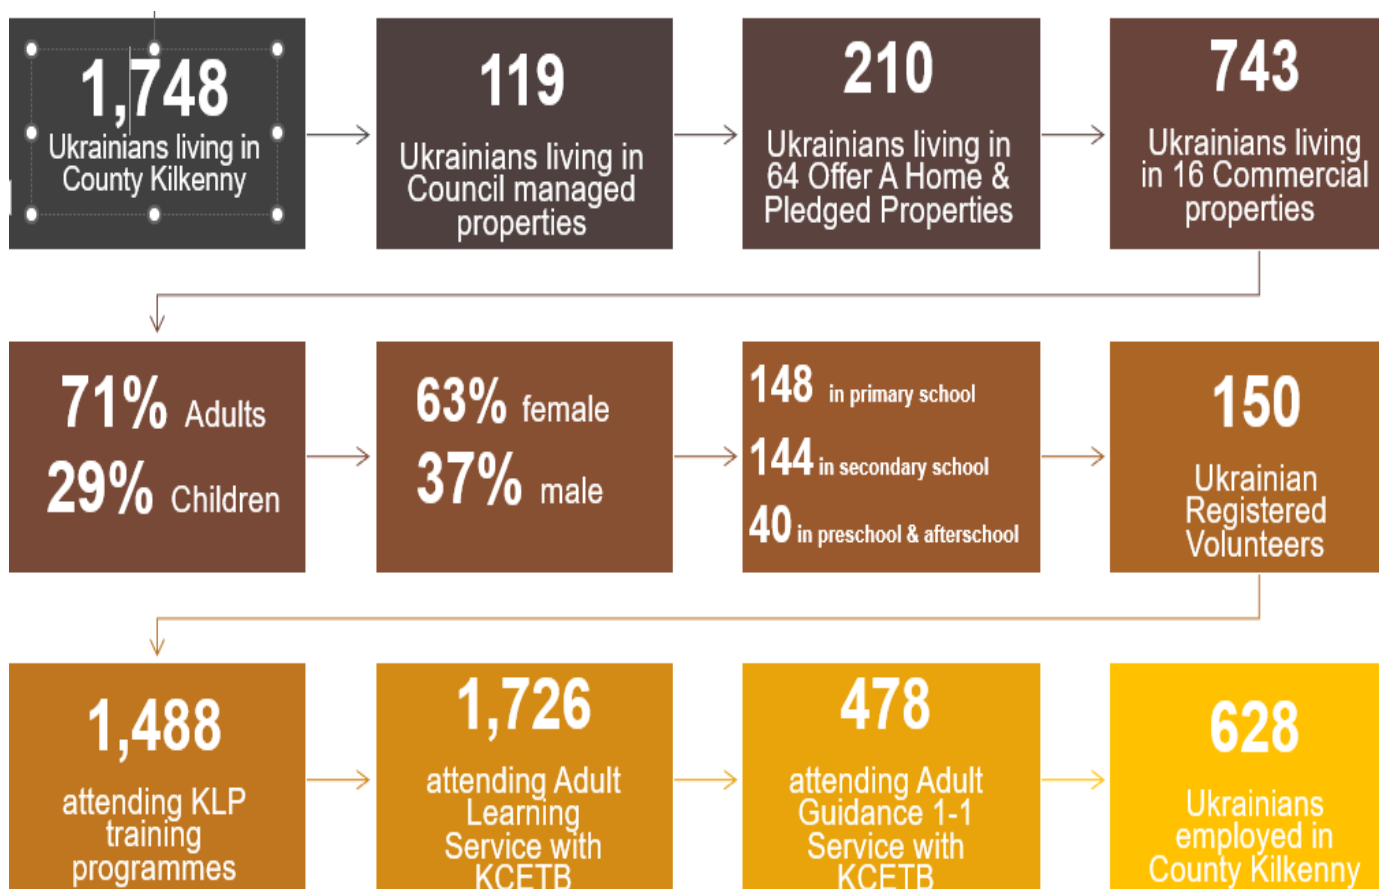 1,748
Ukrainians living in
County Kilkenny
119
Ukrainians living in
Council managed
properties
210
Ukrainians living in
64 Offer A Home &
Pledged Properties
743
Ukrainians living
in 16 Commercial
properties
71% Adults
29% Children
63% female
37% male
148 in primary school
144 in secondary school
40 in preschool & afterschool
150
Ukrainian
Registered
Volunteers
1,488
attending KLP
training
programmes
1,726
attending Adult
Learning
Service with
KCETB
478
attending Adult
Guidance 1-1
Service with
KCETB
628
Ukrainians
employed in
County Kilkenny